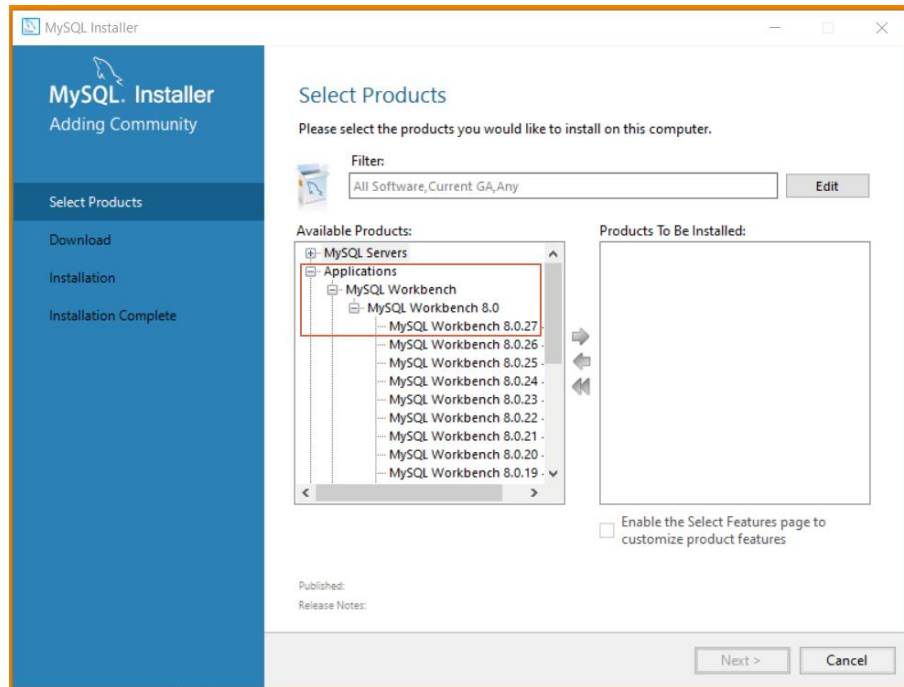 MySQL Installer
MySQL. Installer
Adding Community
Select Products
Download
Installation
Installation Complete
Select Products
Please select the products you would like to install on this computer.
Filter:
All Software,Current GA,Any
Edit
Available Products:
MySQL Servers
Applications
MySQL Workbench
MySQL Workbench 8.0
MySQL Workbench 8.0.27
MySQL Workbench 8.0.26 -
MySQL Workbench 8.0.25 -
MySQL Workbench 8.0.24 -
MySQL Workbench 8.0.23 -
MySQL Workbench 8.0.22 -
MySQL Workbench 8.0.21 -
MySQL Workbench 8.0.20 -
MySQL Workbench 8.0.19 -
Products To Be Installed:
Enable the Select Features page to
customize product features
Published:
Release Notes:
Next >
Cancel